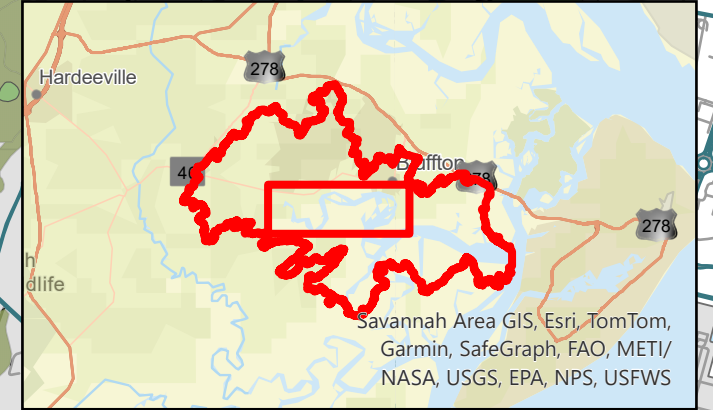 278
Hardeeville
Bluffton
278
278
h
dlife
Savannah Area GIS, Esri, TomTom,
Garmin, SafeGraph, FAO, METI/
NASA, USGS, EPA, NPS, USFWS